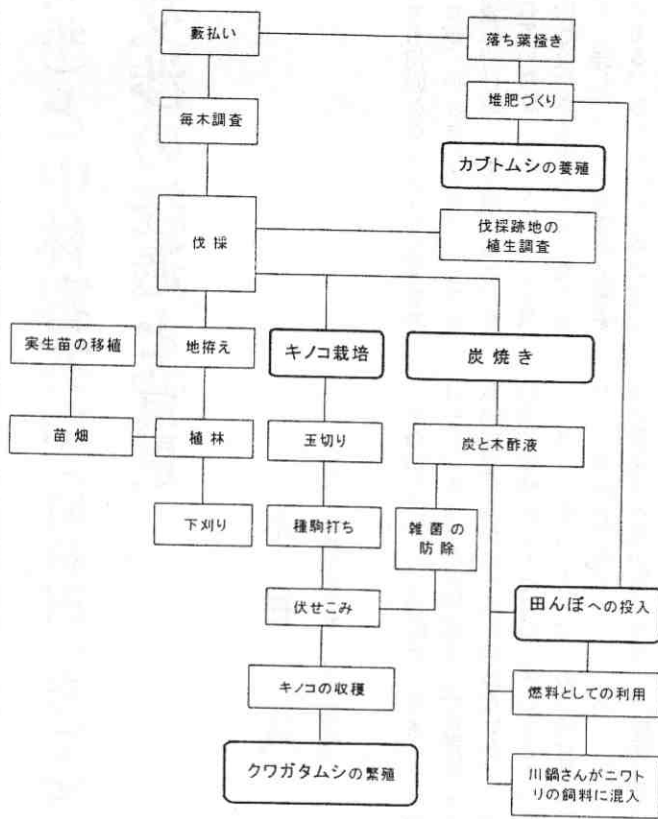 藪払い
落ち葉掻き
堆肥づくり
毎木調査
カブトムシの養殖
伐採
伐採跡地の
植生調査
実生苗の移植
地拵え
キノコ栽培
炭焼き
苗畑
植林
玉切り
炭と木酢液
下刈り
種駒打ち
雑菌の
防除
伏せこみ
田んぼへの投入
キノコの収穫
燃料としての利用
クワガタムシの繁殖
川鍋さんがニワト
リの飼料に混入